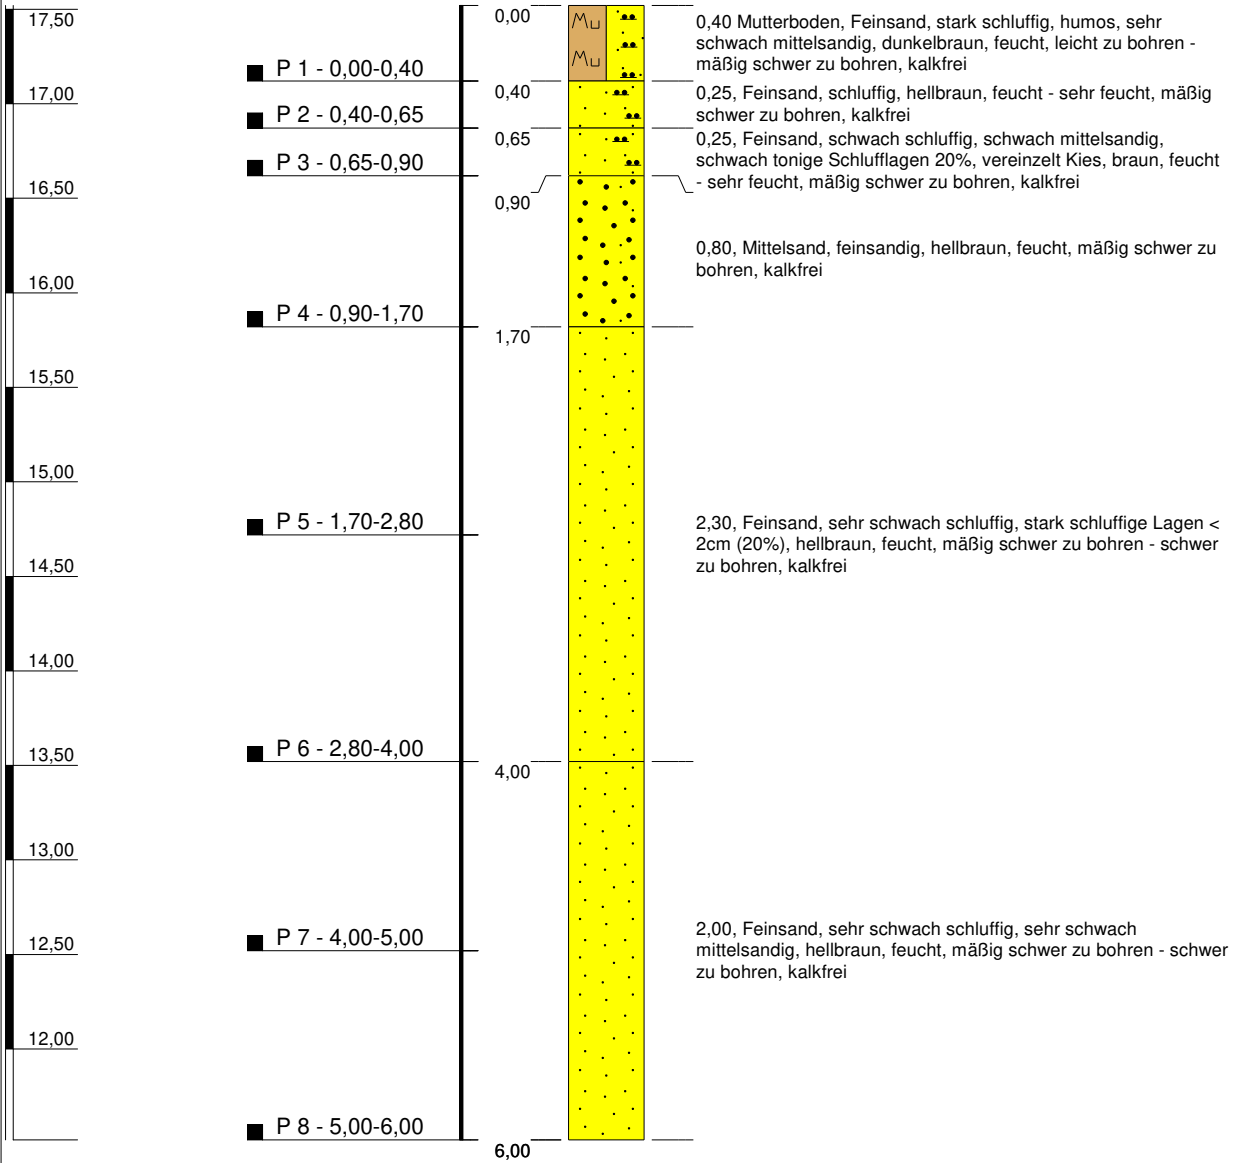 17,50
17,00
16,50
16,00
15,50
15,00
14,50
14,00
13,50
13,00
12,50
12,00
P 1 - 0,00-0,40
P 2 - 0,40-0,65
P 3 - 0,65-0,90
P 4 - 0,90-1,70
P 5 - 1,70-2,80
P 6 - 2,80-4,00
P 7 - 4,00-5,00
P 8 - 5,00-6,00
0,00
0,40
0,65
0,90
1,70
4,00
6,00
Mu
Mu
0,40 Mutterboden, Feinsand, stark schluffig, humos, sehr
schwach mittelsandig, dunkelbraun, feucht, leicht zu bohren -
mäßig schwer zu bohren, kalkfrei
0,25, Feinsand, schluffig, hellbraun, feucht - sehr feucht, mäßig
schwer zu bohren, kalkfrei
0,25, Feinsand, schwach schluffig, schwach mittelsandig,
schwach tonige Schlufflagen 20%, vereinzelt Kies, braun, feucht
- sehr feucht, mäßig schwer zu bohren, kalkfrei
0,80, Mittelsand, feinsandig, hellbraun, feucht, mäßig schwer zu
bohren, kalkfrei
2,30, Feinsand, sehr schwach schluffig, stark schluffige Lagen <
2cm (20%), hellbraun, feucht, mäßig schwer zu bohren - schwer
zu bohren, kalkfrei
2,00, Feinsand, sehr schwach schluffig, sehr schwach
mittelsandig, hellbraun, feucht, mäßig schwer zu bohren - schwer
zu bohren, kalkfrei